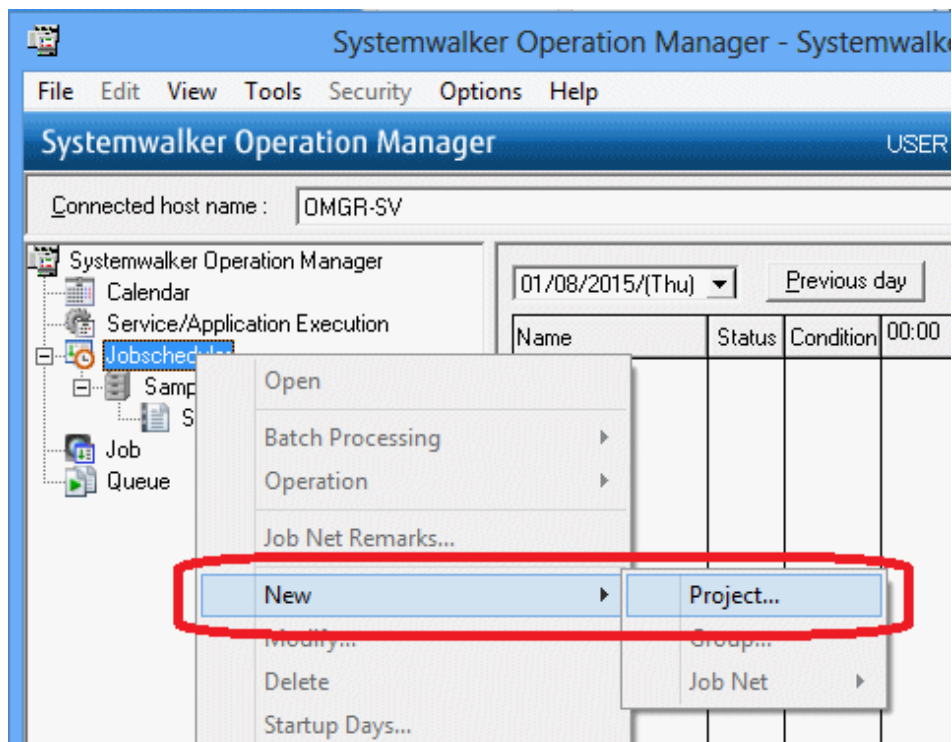 Systemwalker Operation Manager - Systemwalk
File Edit View Tools Security Options Help
Systemwalker Operation Manager USER
Connected host name : OMGR-SV
Systemwalker Operation Manager
Calendar
Service/Application Execution
Jobscheduler
Samp
S
Job
Queue
01/08/2015/(Thu) Previous day
Name Status Condition 00:00
Open
Batch Processing
Operation
Job Net Remarks...
New
Modify...
Delete
Startup Days...
Project...
Group...
Job Net